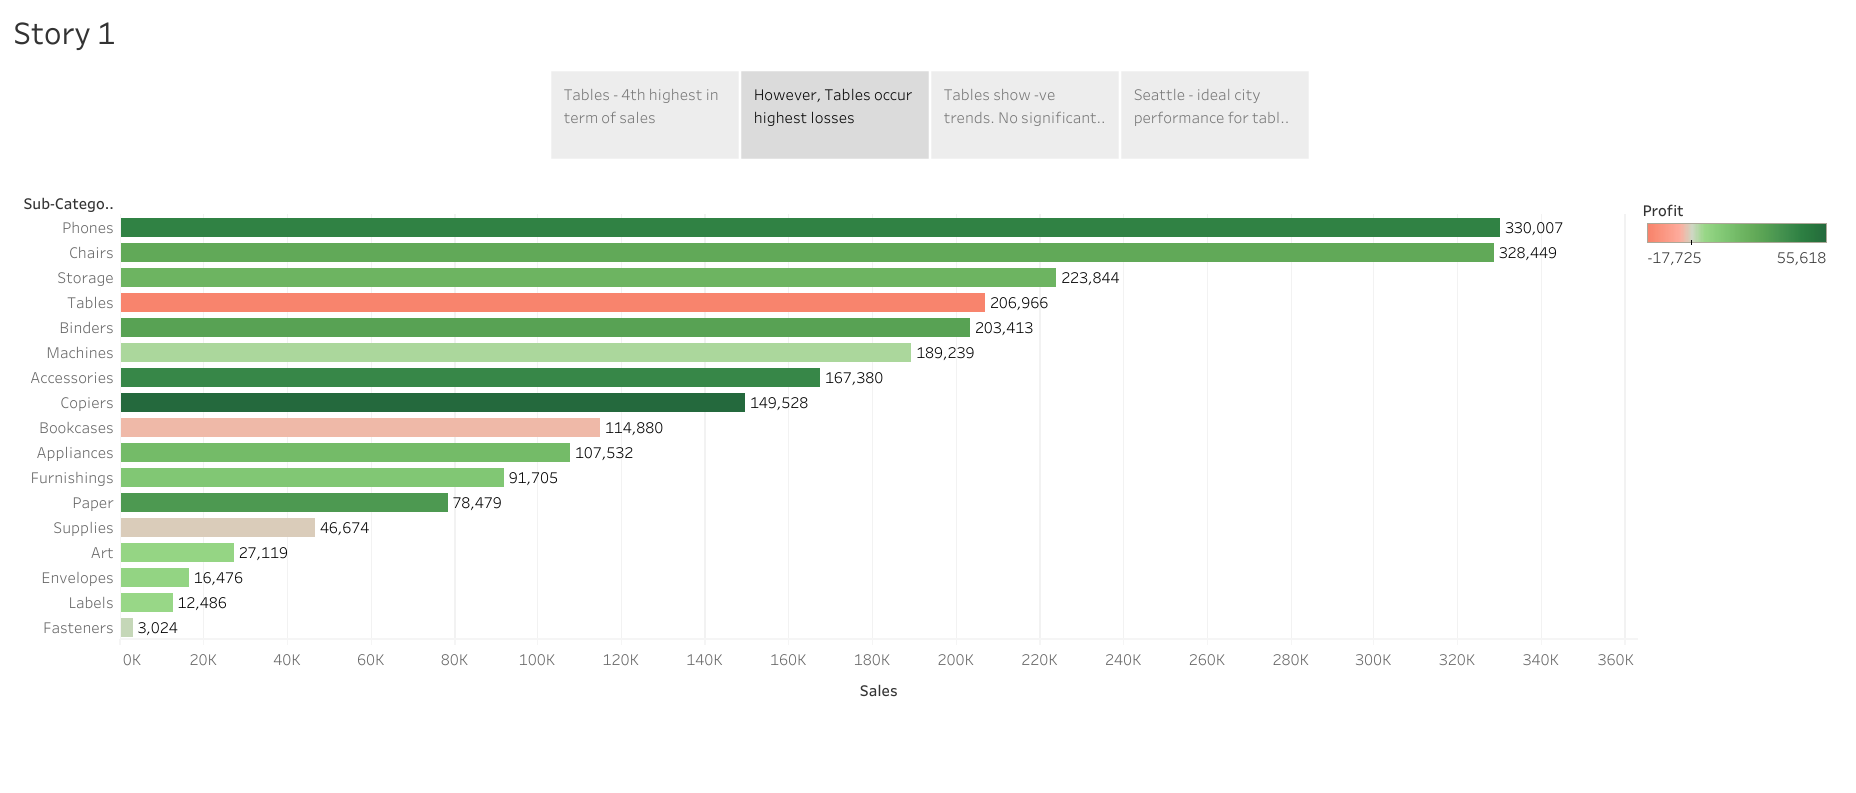 Story 1
Tables - 4th highest in
term of sales
However, Tables occur
highest losses
Tables show -ve
trends. No significant..
Seattle - ideal city
performance for tabl..
Sub-Catego..
Phones 330,007
Chairs 328,449
Storage 223,844
Tables 206,966
Binders 203,413
Machines 189,239
Accessories 167,380
Copiers 149,528
Bookcases 114,880
Appliances 107,532
Furnishings 91,705
Paper 78,479
Supplies 46,674
Art 27,119
Envelopes 16,476
Labels 12,486
Fasteners 3,024
0K 20K 40K 60K 80K 100K 120K 140K 160K 180K 200K 220K 240K 260K 280K 300K 320K 340K 360K
Sales
Profit
-17,725 55,618